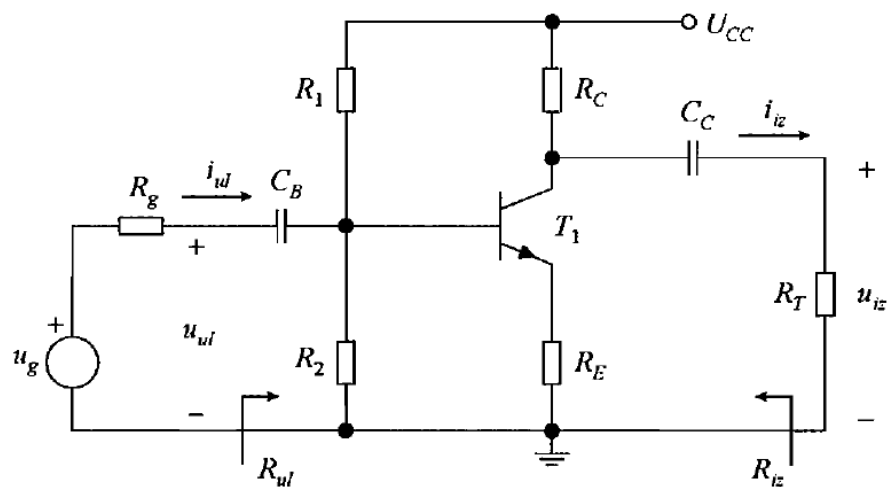 U_CC
R_1
R_C
C_C
i_iz
i_ul
R_g
C_B
+
+
T_1
+
R_T
u_iz
u_g
u_ul
R_2
R_E
−
−
R_ul
R_iz